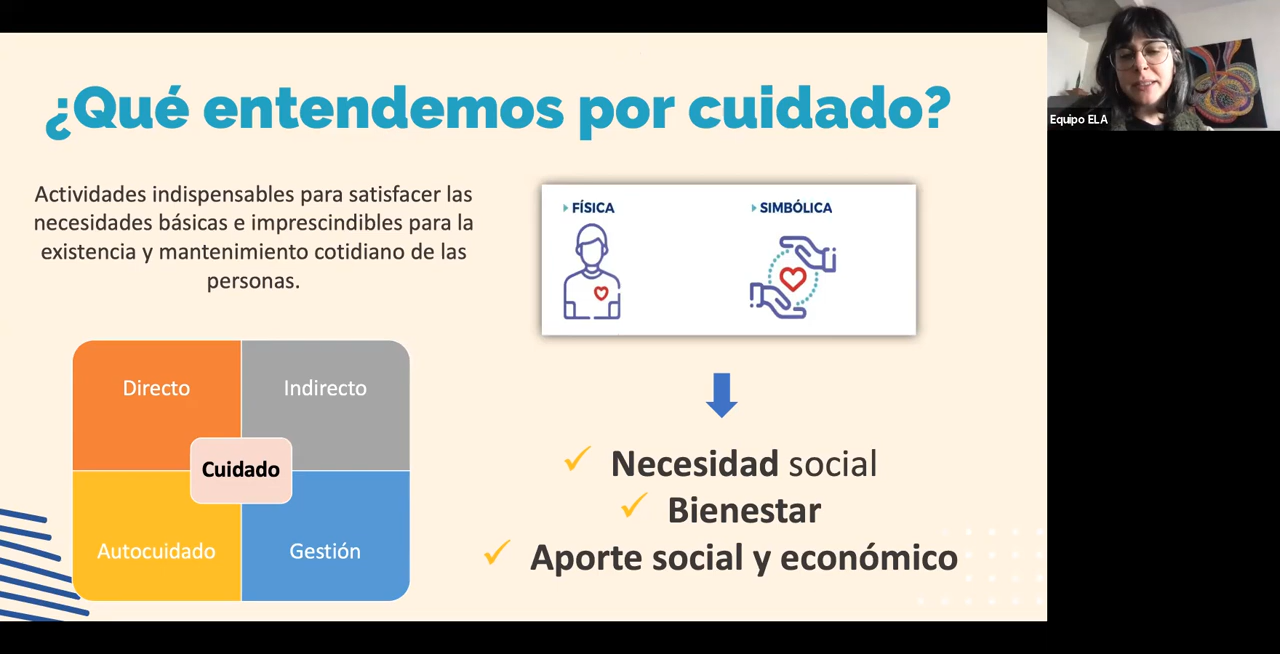 ¿Qué entendemos por cuidado?
Actividades indispensables para satisfacer las
necesidades básicas e imprescindibles para la
existencia y mantenimiento cotidiano de las
personas.
FÍSICA
SIMBÓLICA
Directo
Indirecto
Cuidado
Autocuidado
Gestión
Necesidad social
Bienestar
Aporte social y económico
Equipo ELA